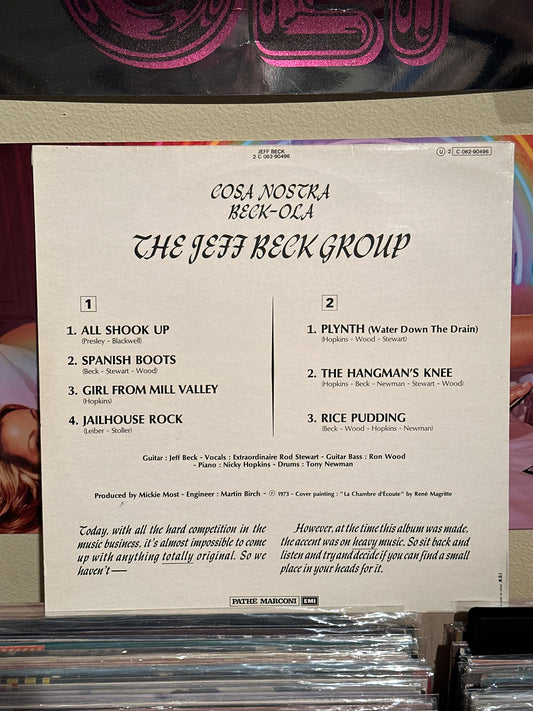 JEFF BECK
2 C 062-90496
U 2 C 062-90496
COSA NOSTRA
BECK-OLA
THE JEFF BECK GROUP
1
1. ALL SHOOK UP
(Presley - Blackwell)
2. SPANISH BOOTS
(Beck - Stewart - Wood)
3. GIRL FROM MILL VALLEY
(Hopkins)
4. JAILHOUSE ROCK
(Leiber - Stoller)
2
1. PLYNTH (Water Down The Drain)
(Hopkins - Wood - Stewart)
2. THE HANGMAN'S KNEE
(Hopkins - Beck - Newman - Stewart - Wood)
3. RICE PUDDING
(Beck - Wood - Hopkins - Newman)
Guitar : Jeff Beck - Vocals : Extraordinaire Rod Stewart - Guitar Bass : Ron Wood
- Piano : Nicky Hopkins - Drums : Tony Newman
Produced by Mickie Most - Engineer : Martin Birch - ℗ 1973 - Cover painting : "La Chambre d'Écoute" by René Magritte
Today, with all the hard competition in the
music business, it's almost impossible to come
up with anything totally original. So we
haven't —
However, at the time this album was made,
the accent was on heavy music. So sit back and
listen and try and decide if you can find a small
place in your heads for it.
PATHE MARCONI EMI